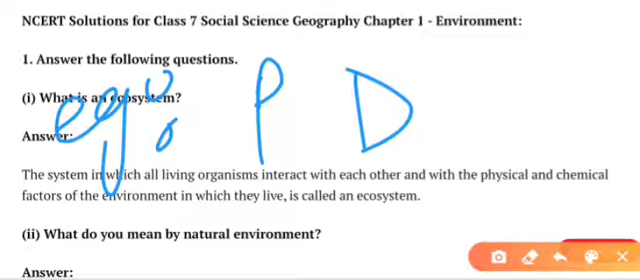 NCERT Solutions for Class 7 Social Science Geography Chapter 1 - Environment:
1. Answer the following questions.
(i) What is an ecosystem?
Answer:
P D
The system in which all living organisms interact with each other and with the physical and chemical
factors of the environment in which they live, is called an ecosystem.
(ii) What do you mean by natural environment?
Answer: